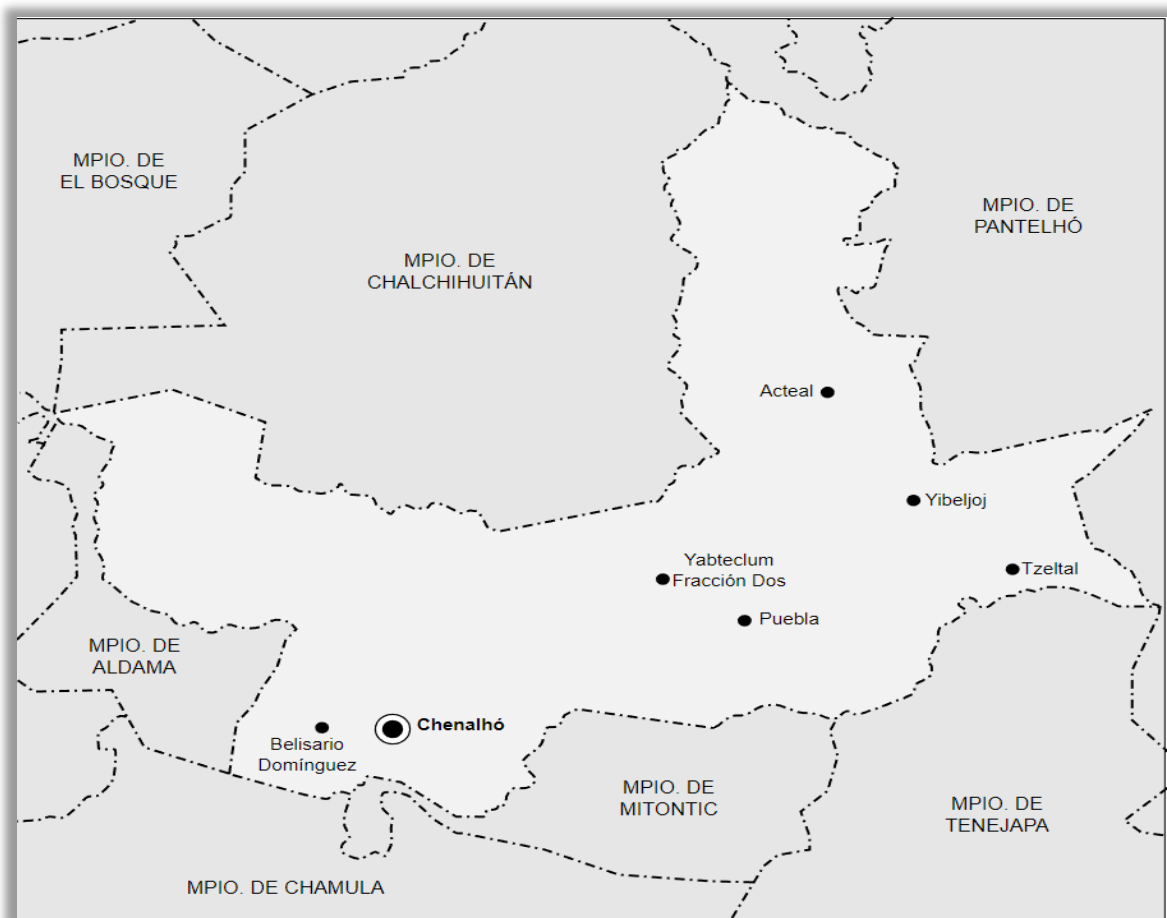 MPIO. DE
EL BOSQUE
MPIO. DE
CHALCHIHUITÁN
MPIO. DE
PANTELHÓ
Acteal
Yibeljoj
Yabteclum
Fracción Dos
Tzeltal
Puebla
MPIO. DE
ALDAMA
Chenalhó
Belisario
Domínguez
MPIO. DE
MITONTIC
MPIO. DE
TENEJAPA
MPIO. DE CHAMULA